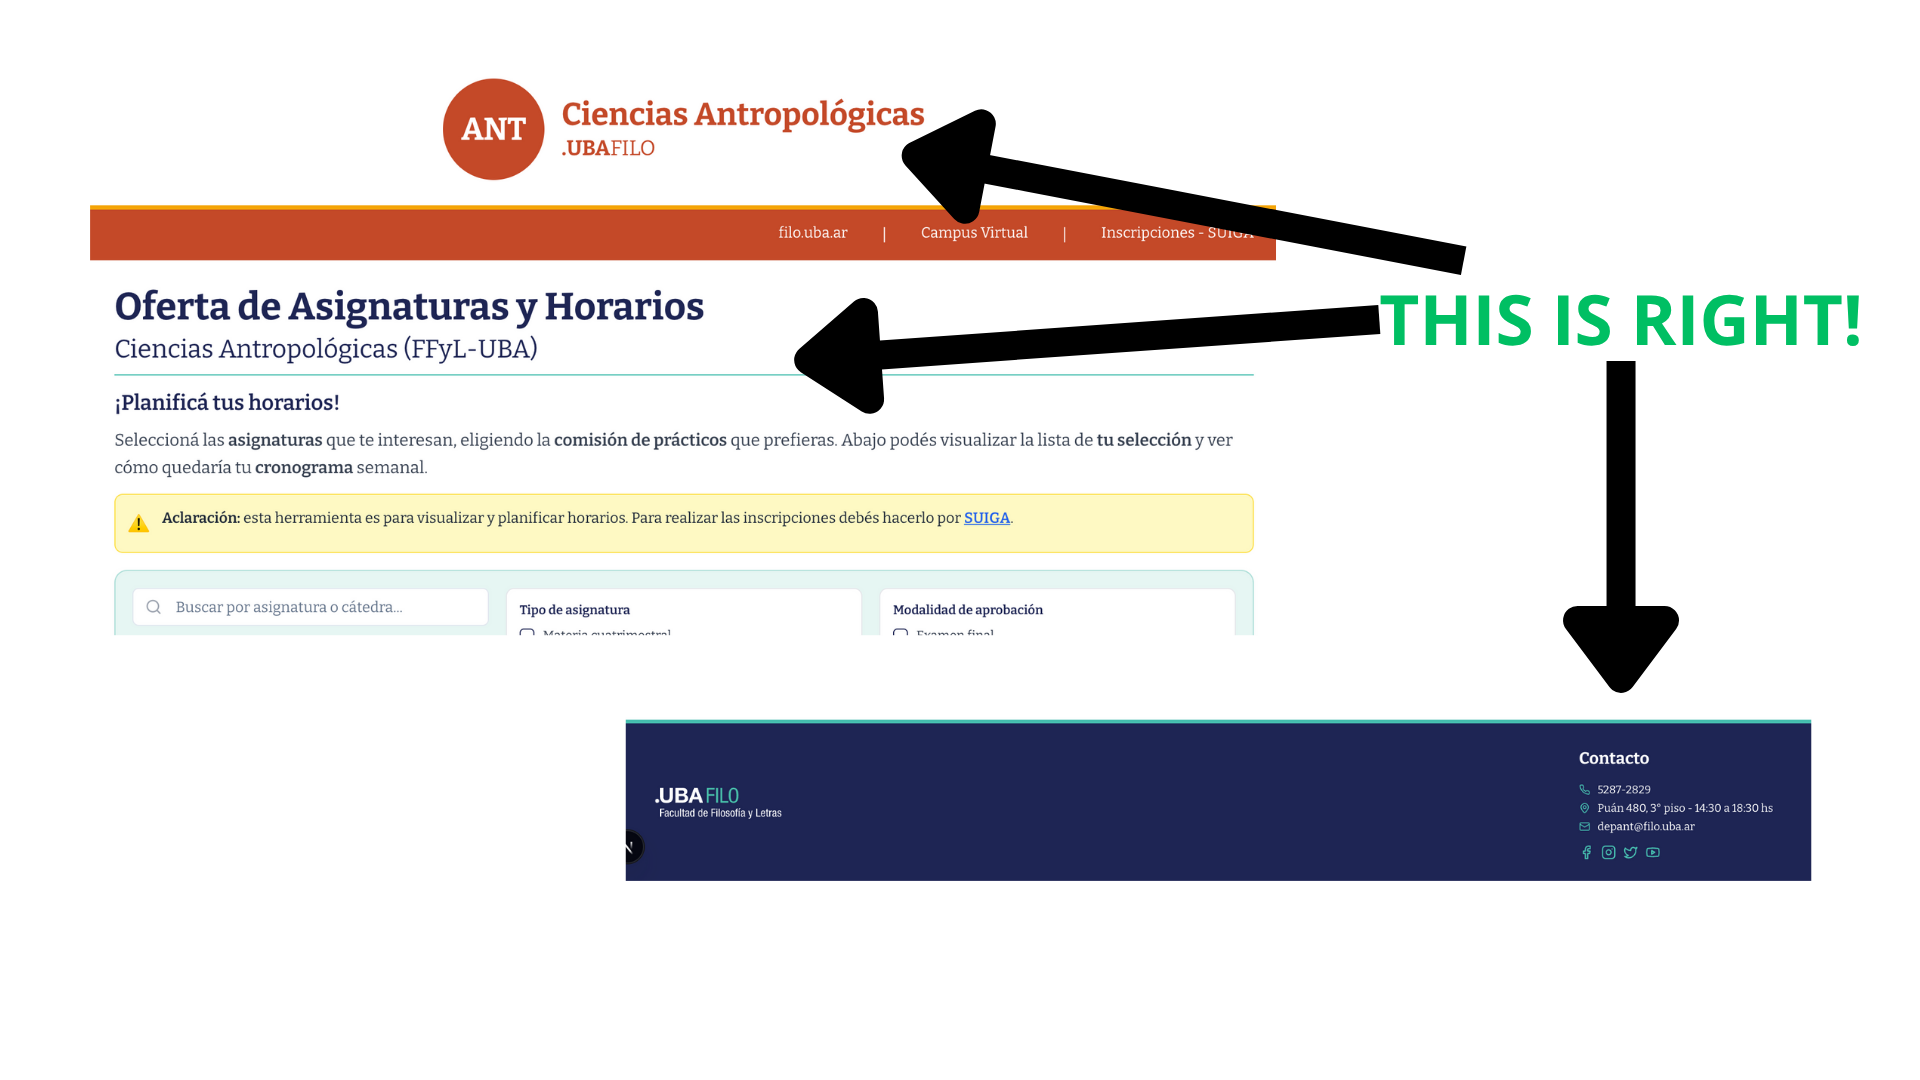 ANT
Ciencias Antropológicas
.UBAFILO
filo.uba.ar | Campus Virtual | Inscripciones - SUIGA
Oferta de Asignaturas y Horarios
Ciencias Antropológicas (FFyL-UBA)
THIS IS RIGHT!
¡Planificá tus horarios!
Seleccioná las asignaturas que te interesan, eligiendo la comisión de prácticos que prefieras. Abajo podés visualizar la lista de tu selección y ver
cómo quedaría tu cronograma semanal.
Aclaración: esta herramienta es para visualizar y planificar horarios. Para realizar las inscripciones debés hacerlo por SUIGA.
Buscar por asignatura o cátedra...
Tipo de asignatura
Materia cuatrimestral
Modalidad de aprobación
Examen final
.UBA FILO
Facultad de Filosofía y Letras
Contacto
5287-2829
Puán 480, 3° piso - 14:30 a 18:30 hs
depant@filo.uba.ar